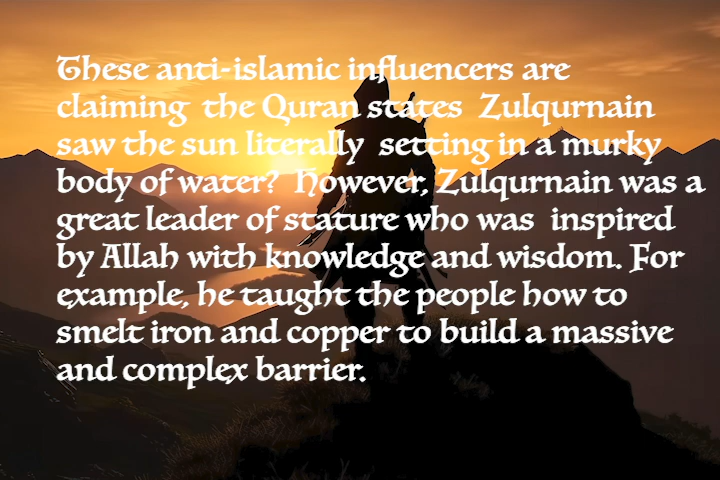 These anti-islamic influencers are
claiming the Quran states Zulqurnain
saw the sun literally setting in a murky
body of water? However, Zulqurnain was a
great leader of stature who was inspired
by Allah with knowledge and wisdom. For
example, he taught the people how to
smelt iron and copper to build a massive
and complex barrier.